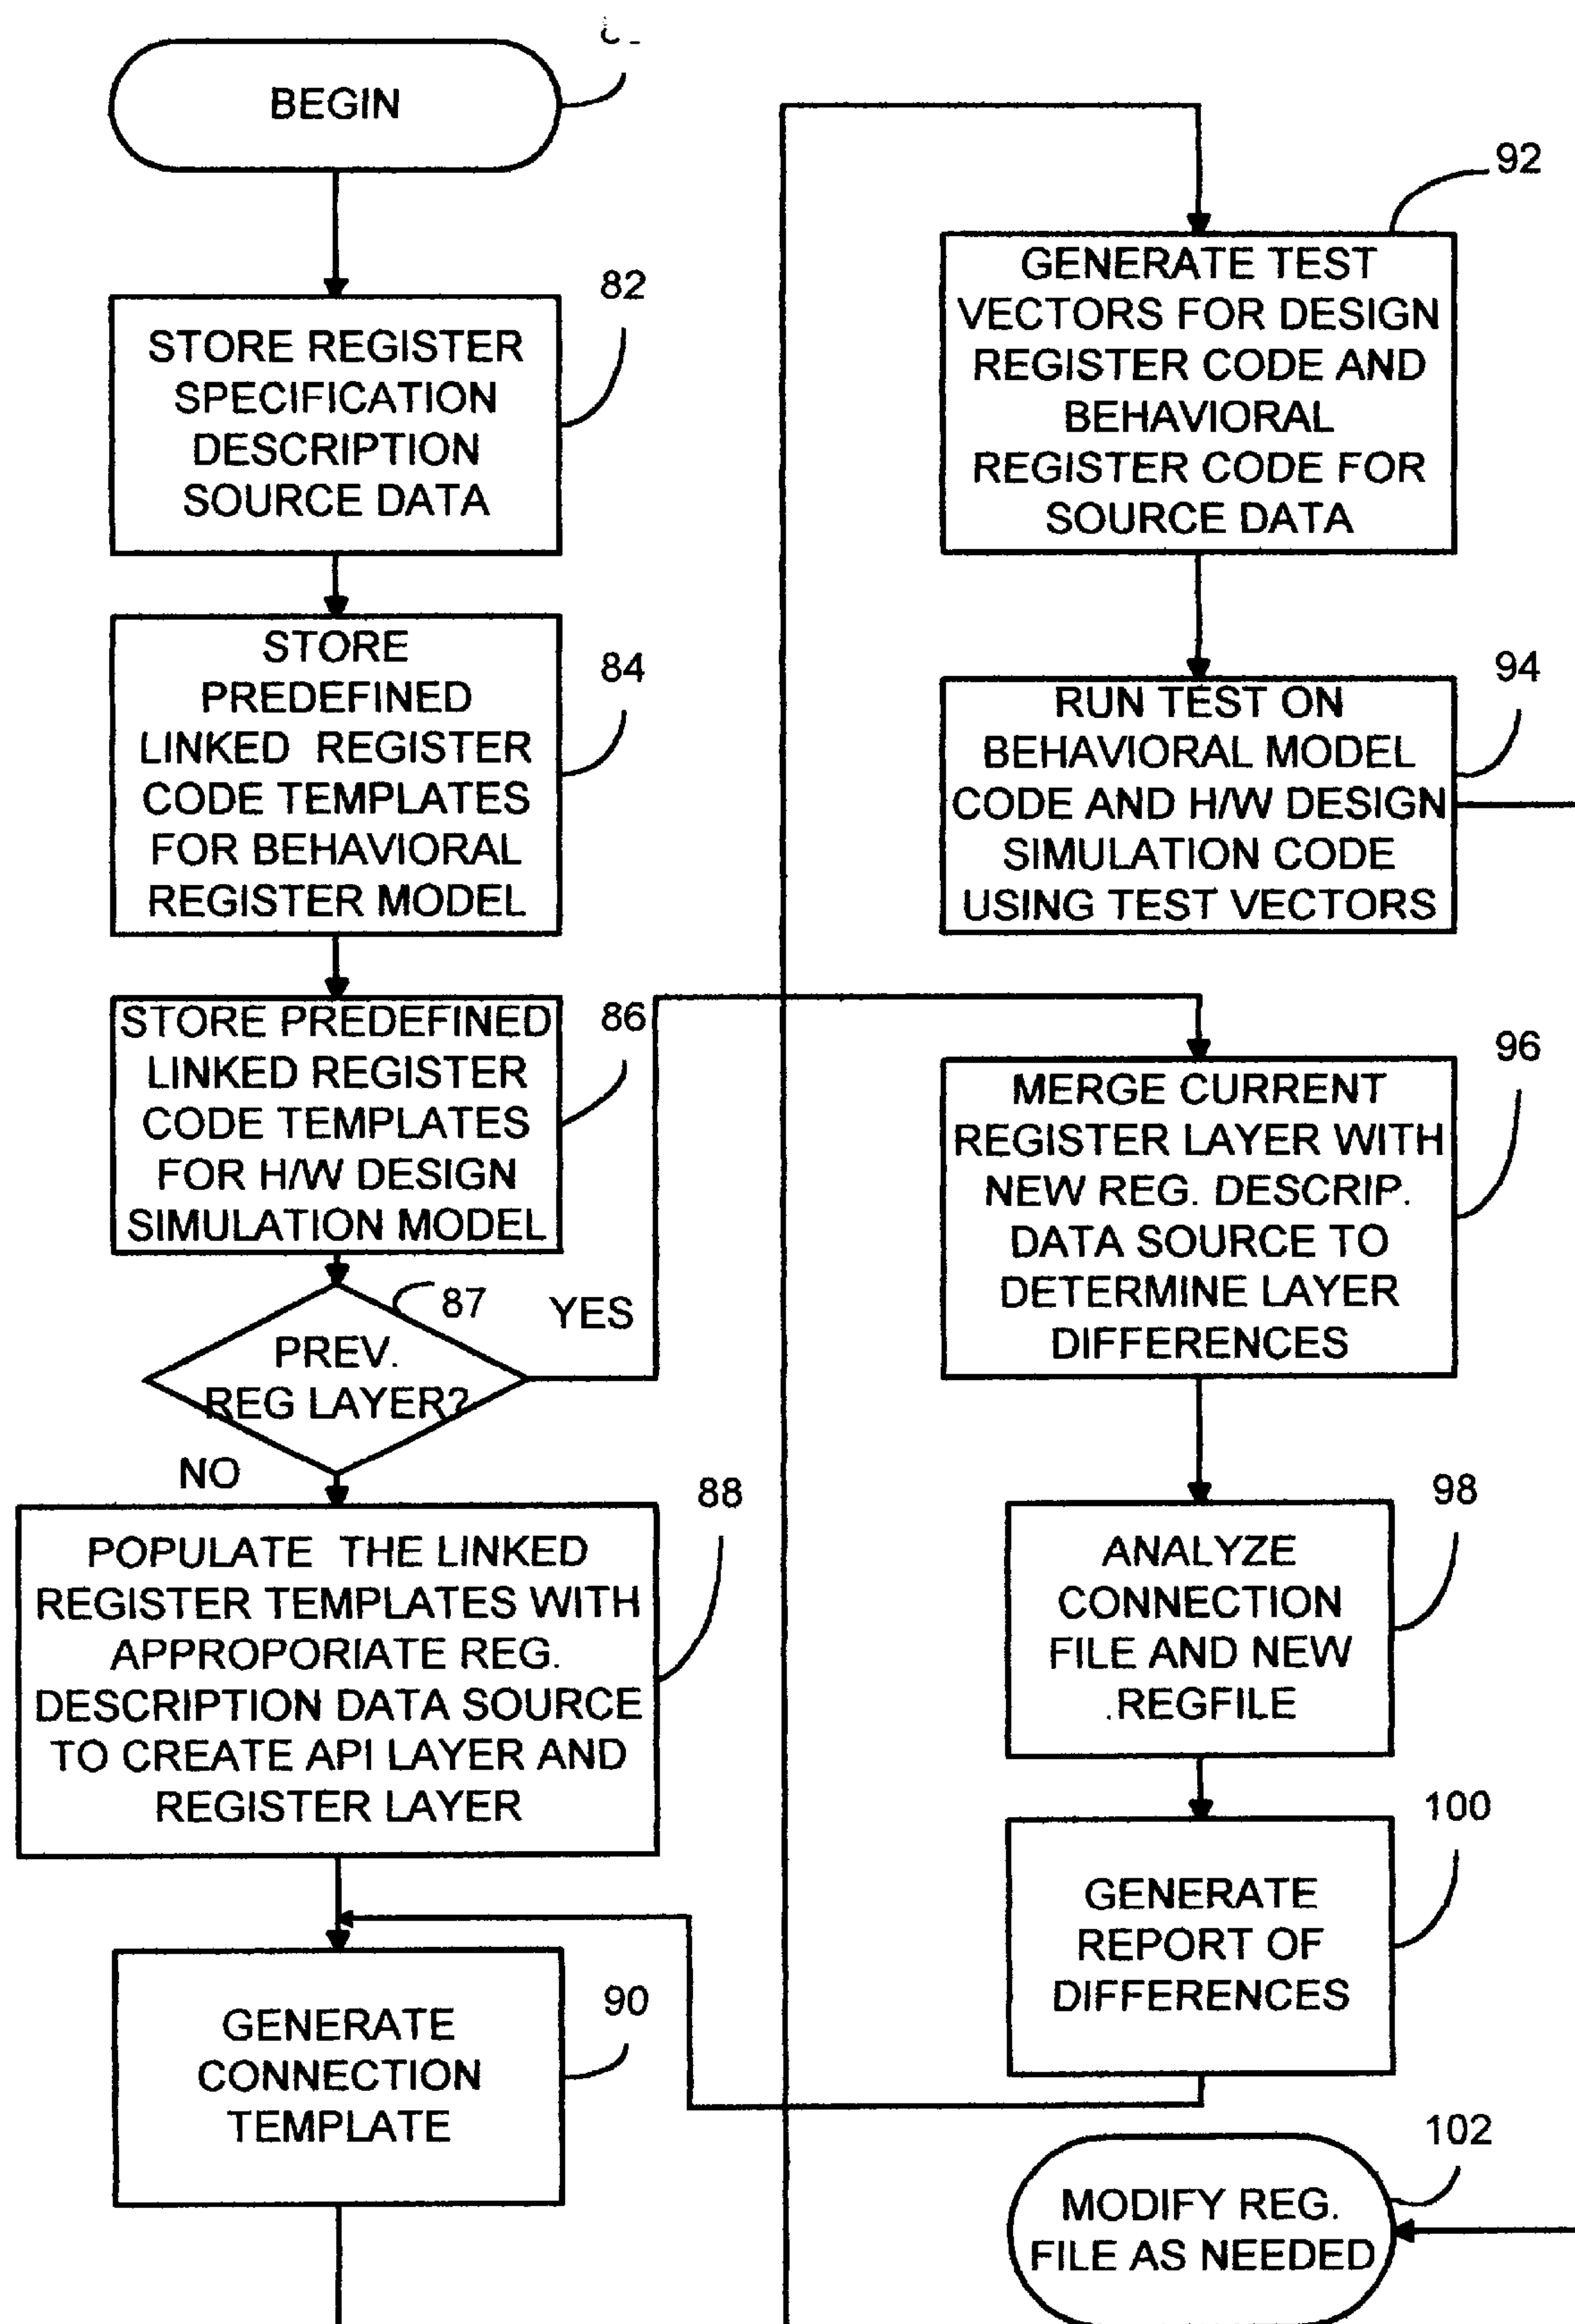 BEGIN
82
STORE REGISTER
SPECIFICATION
DESCRIPTION
SOURCE DATA
84
STORE
PREDEFINED
LINKED REGISTER
CODE TEMPLATES
FOR BEHAVIORAL
REGISTER MODEL
86
STORE PREDEFINED
LINKED REGISTER
CODE TEMPLATES
FOR H/W DESIGN
SIMULATION MODEL
87
YES
PREV.
REG LAYER?
NO
88
POPULATE THE LINKED
REGISTER TEMPLATES WITH
APPROPORIATE REG.
DESCRIPTION DATA SOURCE
TO CREATE API LAYER AND
REGISTER LAYER
90
GENERATE
CONNECTION
TEMPLATE
92
GENERATE TEST
VECTORS FOR DESIGN
REGISTER CODE AND
BEHAVIORAL
REGISTER CODE FOR
SOURCE DATA
94
RUN TEST ON
BEHAVIORAL MODEL
CODE AND H/W DESIGN
SIMULATION CODE
USING TEST VECTORS
96
MERGE CURRENT
REGISTER LAYER WITH
NEW REG. DESCRIP.
DATA SOURCE TO
DETERMINE LAYER
DIFFERENCES
98
ANALYZE
CONNECTION
FILE AND NEW
.REGFILE
100
GENERATE
REPORT OF
DIFFERENCES
102
MODIFY REG.
FILE AS NEEDED